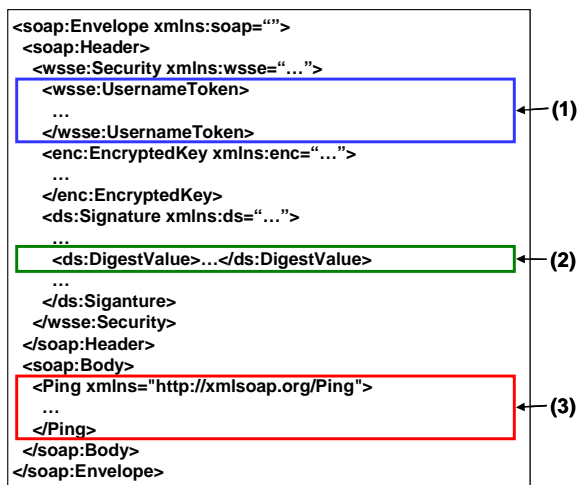 <soap:Envelope xmlns:soap=“”>
<soap:Header>
<wsse:Security xmlns:wsse=“…”>
<wsse:UsernameToken>
…
</wsse:UsernameToken>
(1)
<enc:EncryptedKey xmlns:enc=“…”>
…
</enc:EncryptedKey>
<ds:Signature xmlns:ds=“…”>
…
<ds:DigestValue>…</ds:DigestValue>
(2)
…
</ds:Siganture>
</wsse:Security>
</soap:Header>
<soap:Body>
<Ping xmlns="http://xmlsoap.org/Ping">
…
</Ping>
(3)
</soap:Body>
</soap:Envelope>